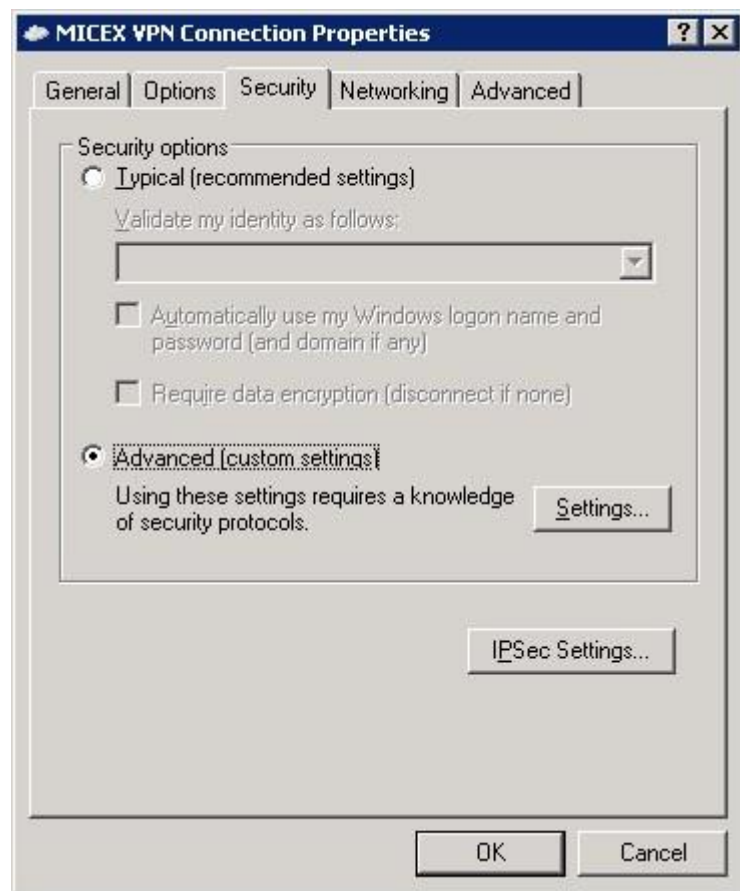 MICEX VPN Connection Properties
General Options Security Networking Advanced
Security options
Typical (recommended settings)
Validate my identity as follows:
Automatically use my Windows logon name and
password (and domain if any)
Require data encryption (disconnect if none)
Advanced (custom settings)
Using these settings requires a knowledge
of security protocols.
Settings...
IPSec Settings...
OK Cancel